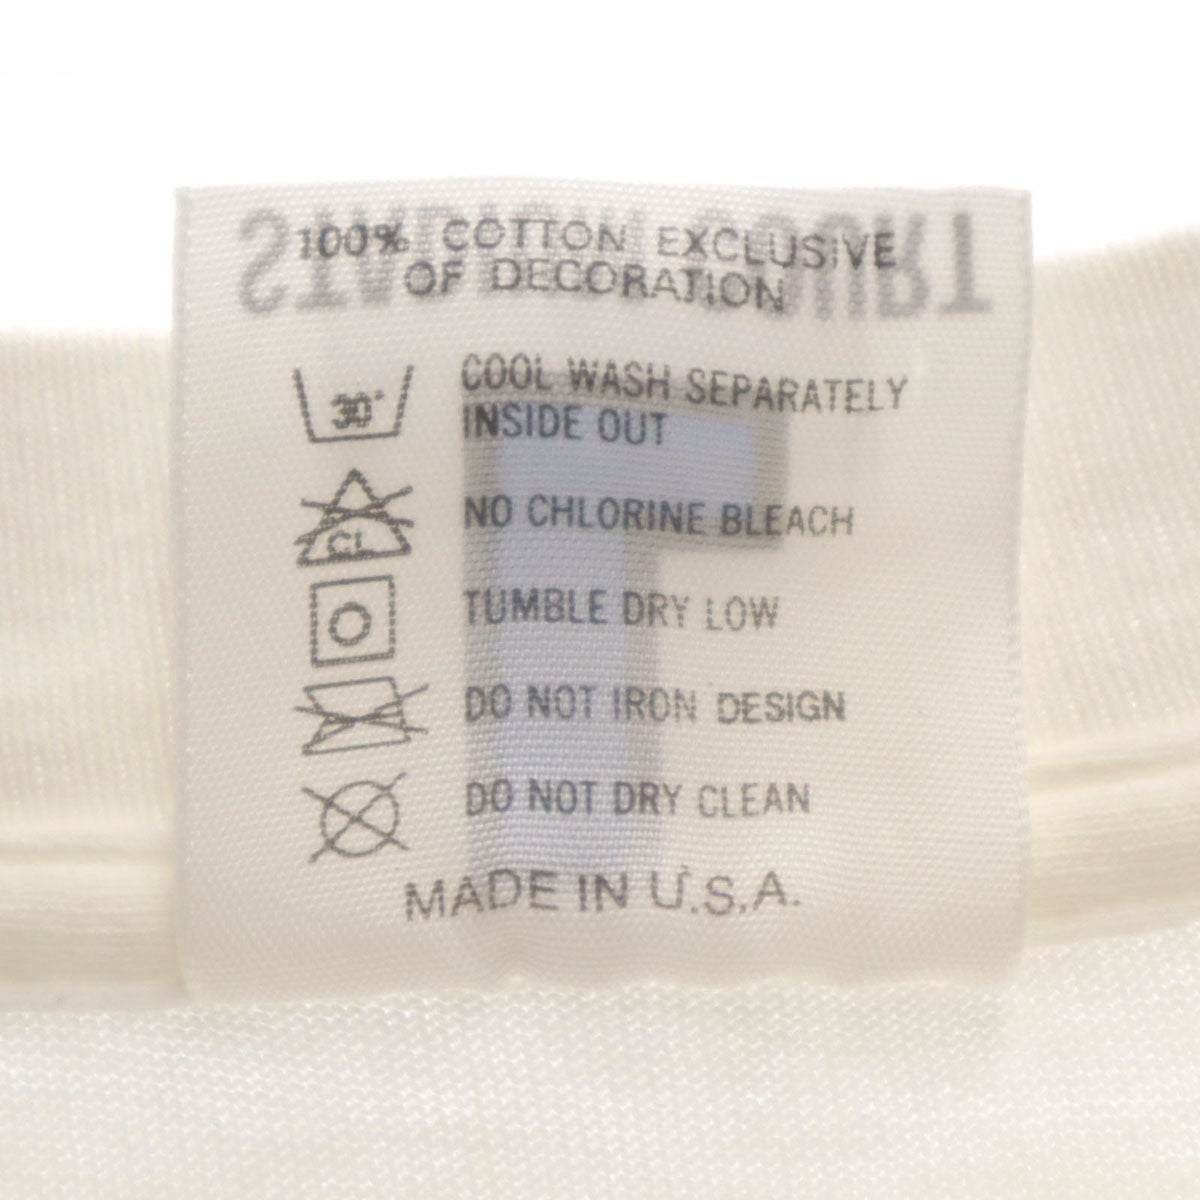 100% COTTON EXCLUSIVE
OF DECORATION
30°
COOL WASH SEPARATELY
INSIDE OUT
CL
NO CHLORINE BLEACH
TUMBLE DRY LOW
DO NOT IRON DESIGN
DO NOT DRY CLEAN
MADE IN U.S.A.